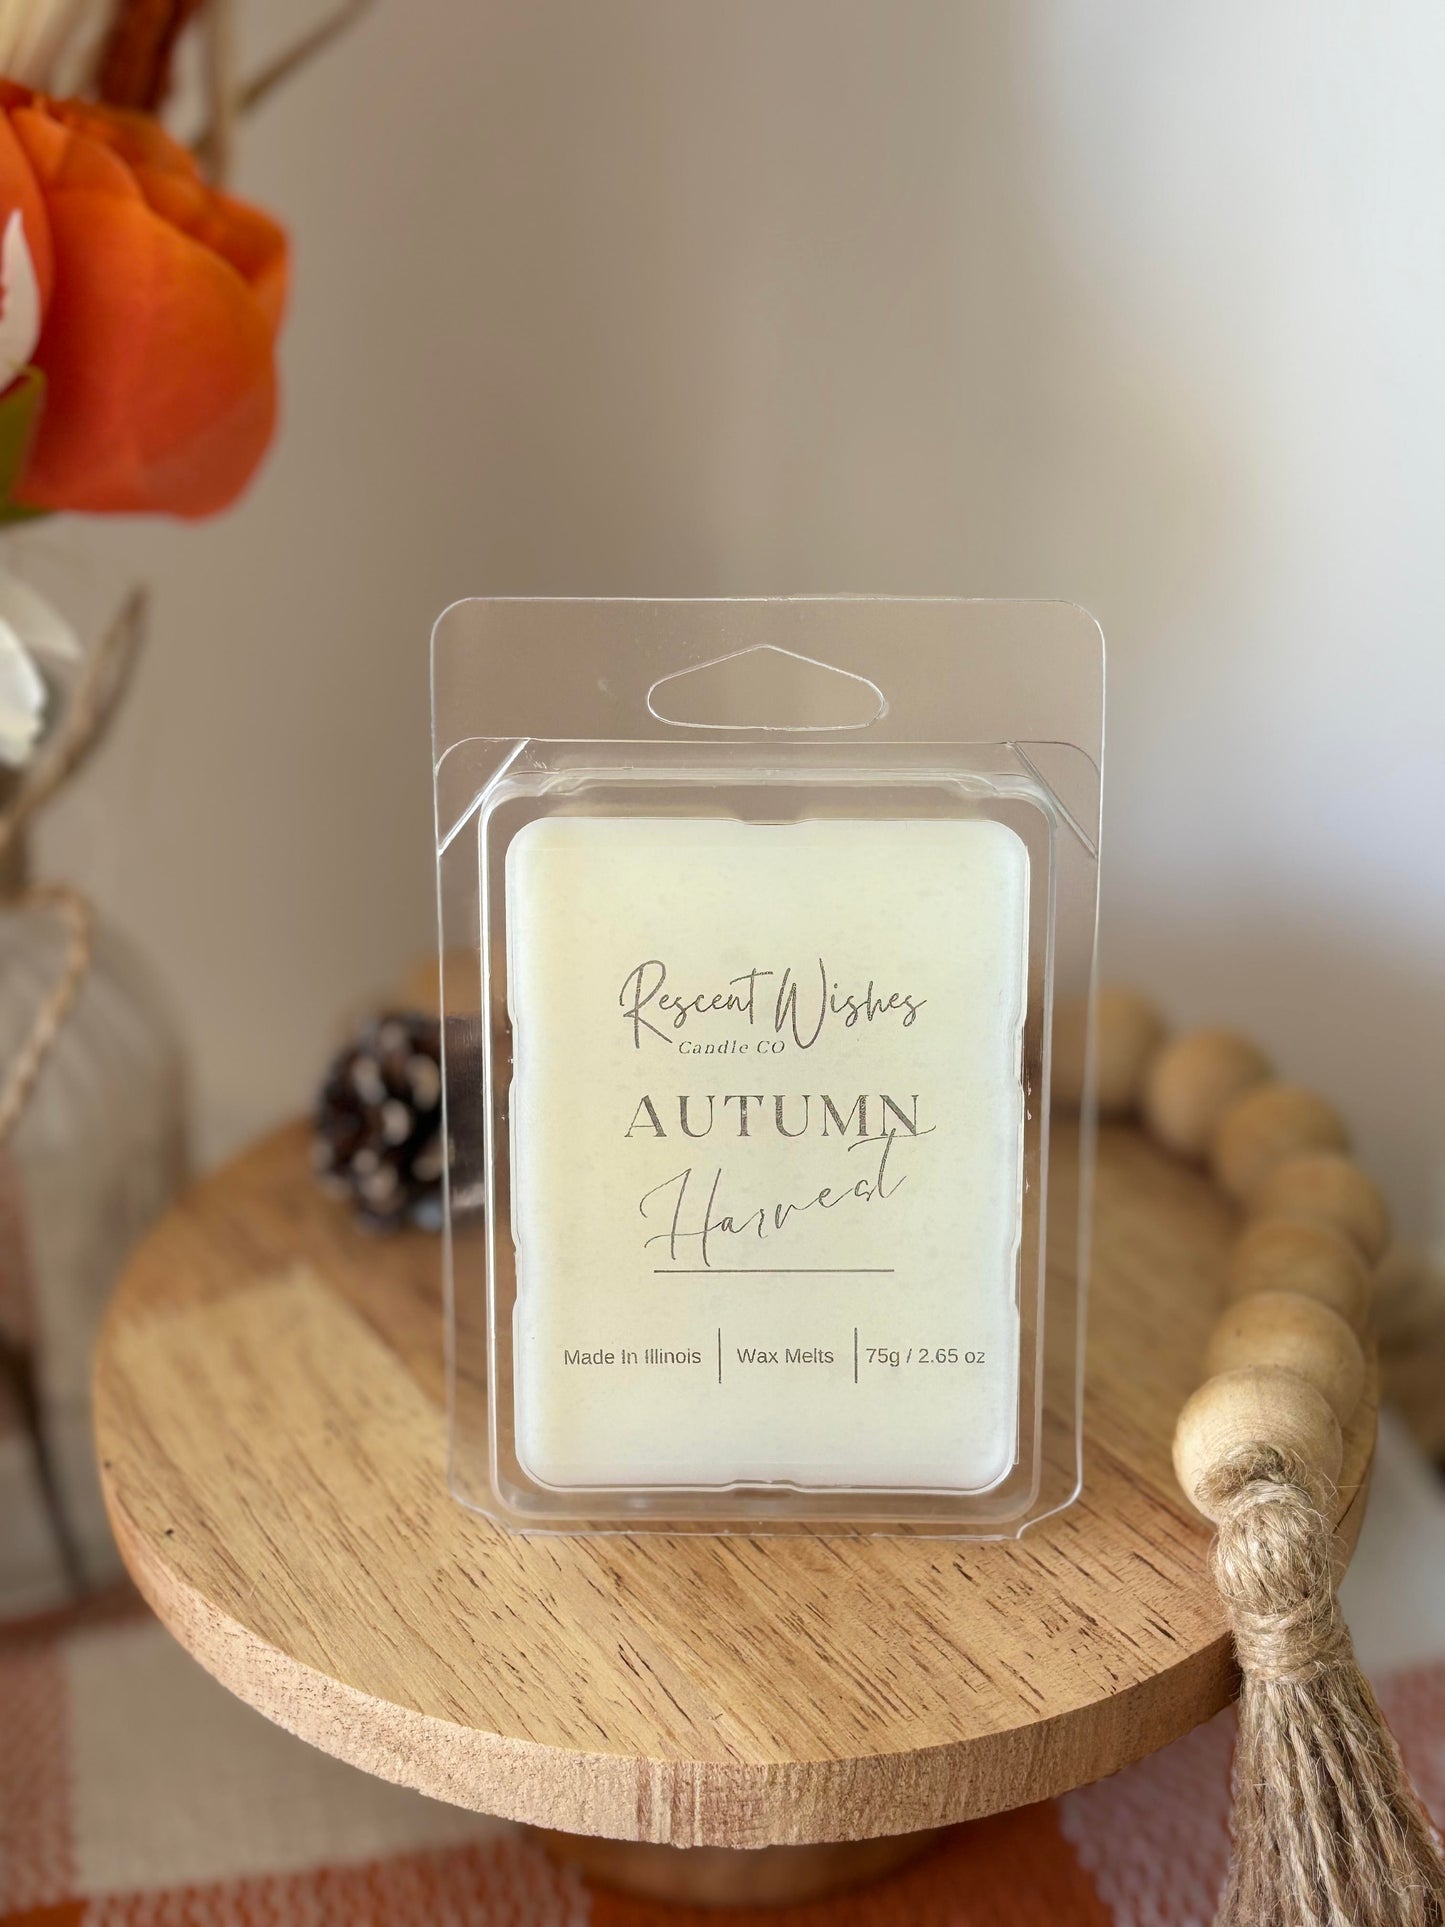 Rescent Wishes
Candle CO
AUTUMN
Harvest
Made In Illinois | Wax Melts | 75g / 2.65 oz